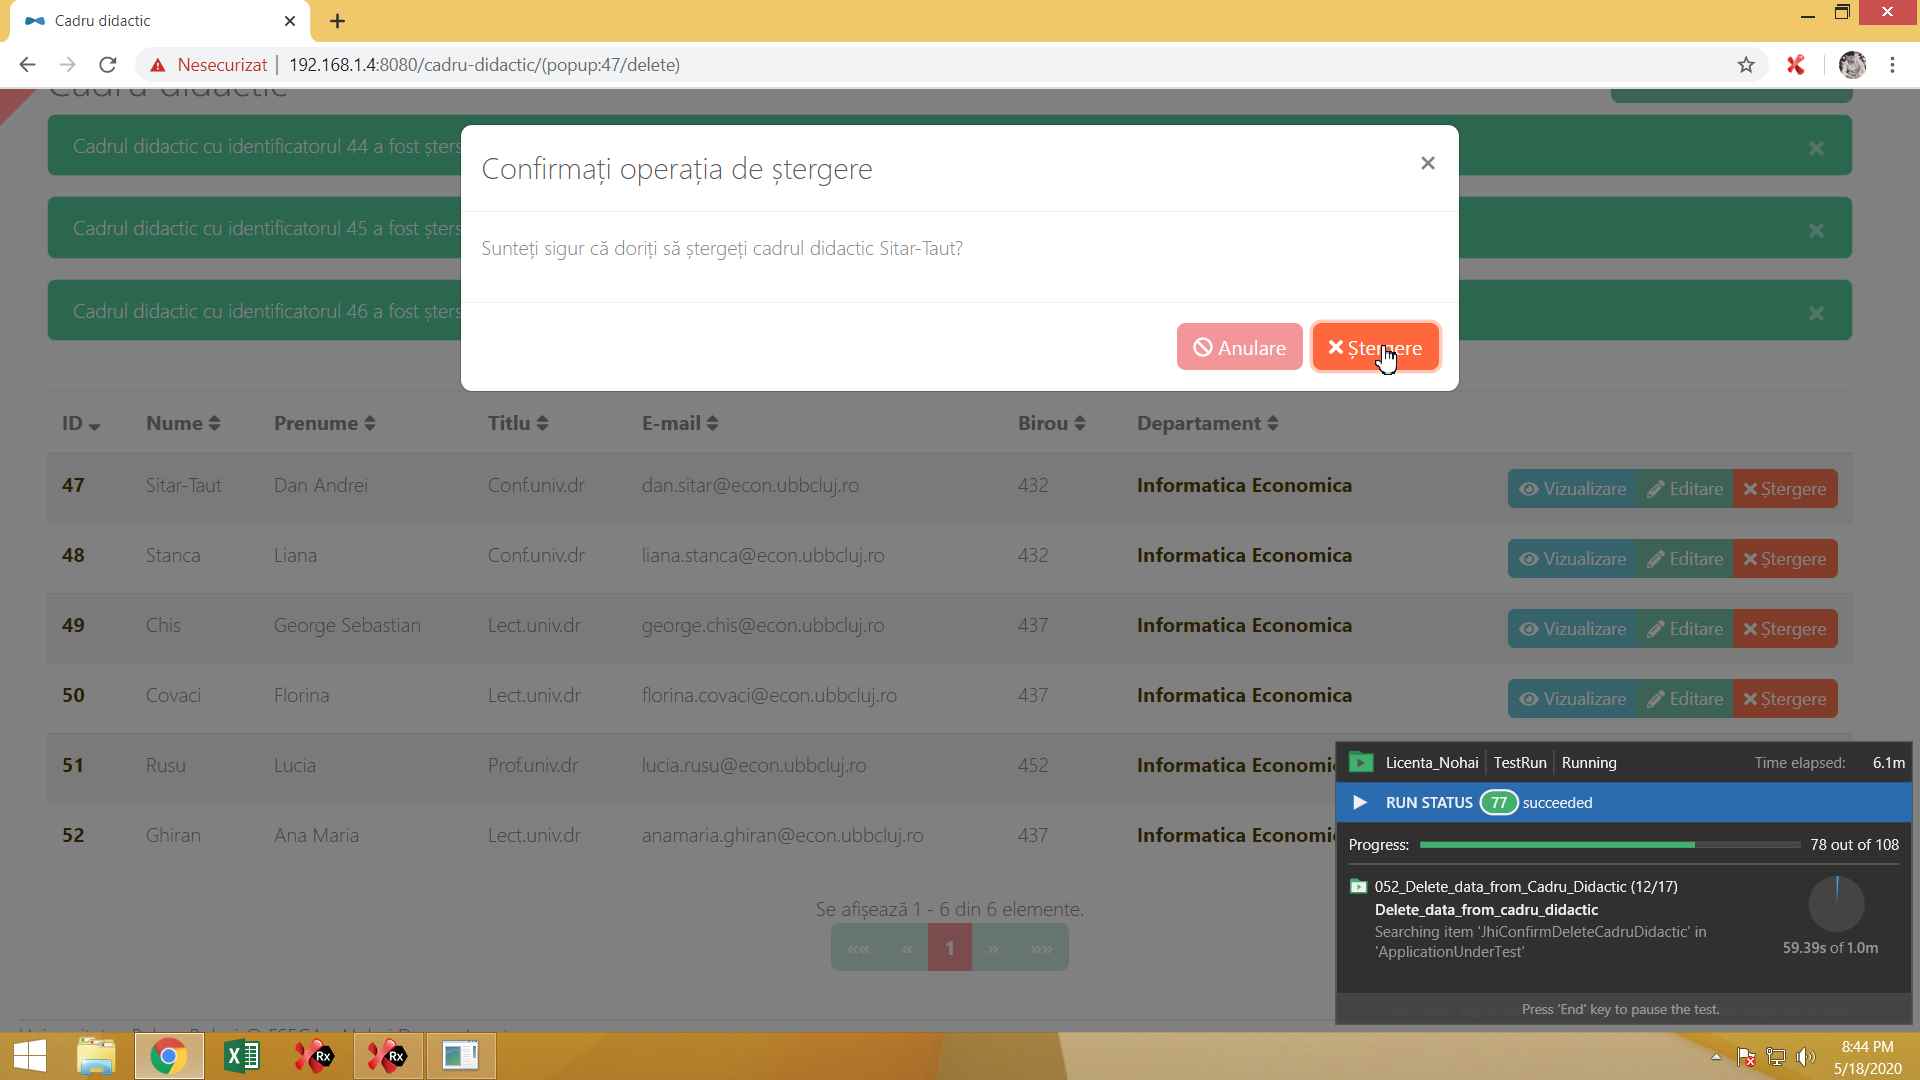 Cadru didactic
Nesecurizat
192.168.1.4:8080/cadru-didactic/(popup:47/delete)
Cadru didactic
Cadrul didactic cu identificatorul 44 a fost șters
Cadrul didactic cu identificatorul 45 a fost șters
Cadrul didactic cu identificatorul 46 a fost șters
Confirmați operația de ștergere
Sunteți sigur că doriți să ștergeți cadrul didactic Sitar-Taut?
Anulare
Ștergere
ID Nume Prenume Titlu E-mail Birou Departament
47 Sitar-Taut Dan Andrei Conf.univ.dr dan.sitar@econ.ubbcluj.ro 432 Informatica Economica Vizualizare Editare Ștergere
48 Stanca Liana Conf.univ.dr liana.stanca@econ.ubbcluj.ro 432 Informatica Economica Vizualizare Editare Ștergere
49 Chis George Sebastian Lect.univ.dr george.chis@econ.ubbcluj.ro 437 Informatica Economica Vizualizare Editare Ștergere
50 Covaci Florina Lect.univ.dr florina.covaci@econ.ubbcluj.ro 437 Informatica Economica Vizualizare Editare Ștergere
51 Rusu Lucia Prof.univ.dr lucia.rusu@econ.ubbcluj.ro 452 Informatica Economi
52 Ghiran Ana Maria Lect.univ.dr anamaria.ghiran@econ.ubbcluj.ro 437 Informatica Economi
Se afișează 1 - 6 din 6 elemente.
«« « 1 » »»
Licenta_Nohai TestRun Running Time elapsed: 6.1m
RUN STATUS 77 succeeded
Progress: 78 out of 108
052_Delete_data_from_Cadru_Didactic (12/17)
Delete_data_from_cadru_didactic
Searching item 'JhiConfirmDeleteCadruDidactic' in
'ApplicationUnderTest'
59.39s of 1.0m
Press 'End' key to pause the test.
Rx
Rx
8:44 PM
5/18/2020